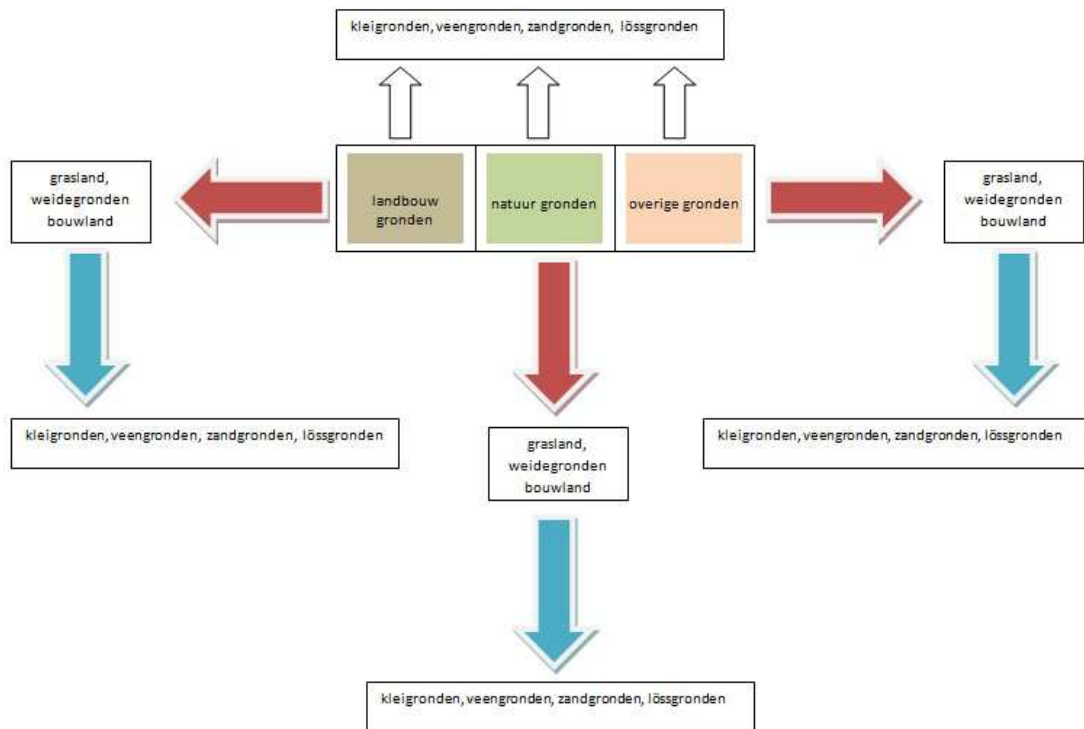 kleigronden, veengronden, zandgronden, lössgronden
landbouw
gronden
natuur gronden
overige gronden
grasland,
weidegronden
bouwland
grasland,
weidegronden
bouwland
kleigronden, veengronden, zandgronden, lössgronden
grasland,
weidegronden
bouwland
kleigronden, veengronden, zandgronden, lössgronden
kleigronden, veengronden, zandgronden, lössgronden